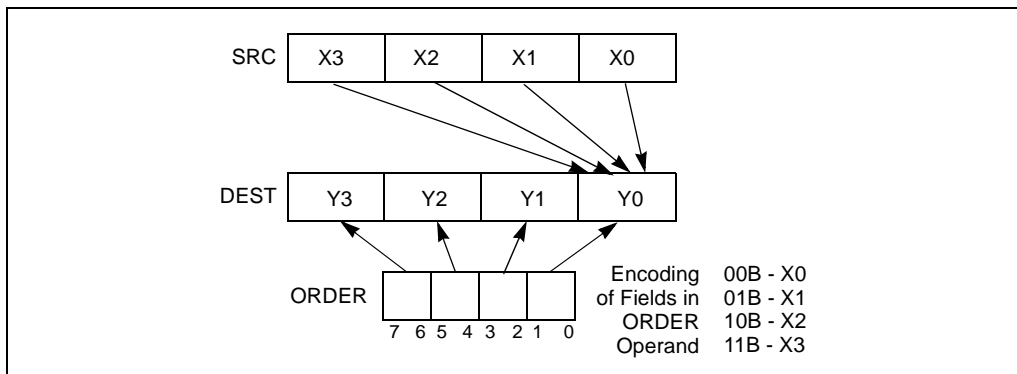 SRC X3 X2 X1 X0
DEST Y3 Y2 Y1 Y0
ORDER
7 6 5 4 3 2 1 0
Encoding 00B - X0
of Fields in 01B - X1
ORDER 10B - X2
Operand 11B - X3